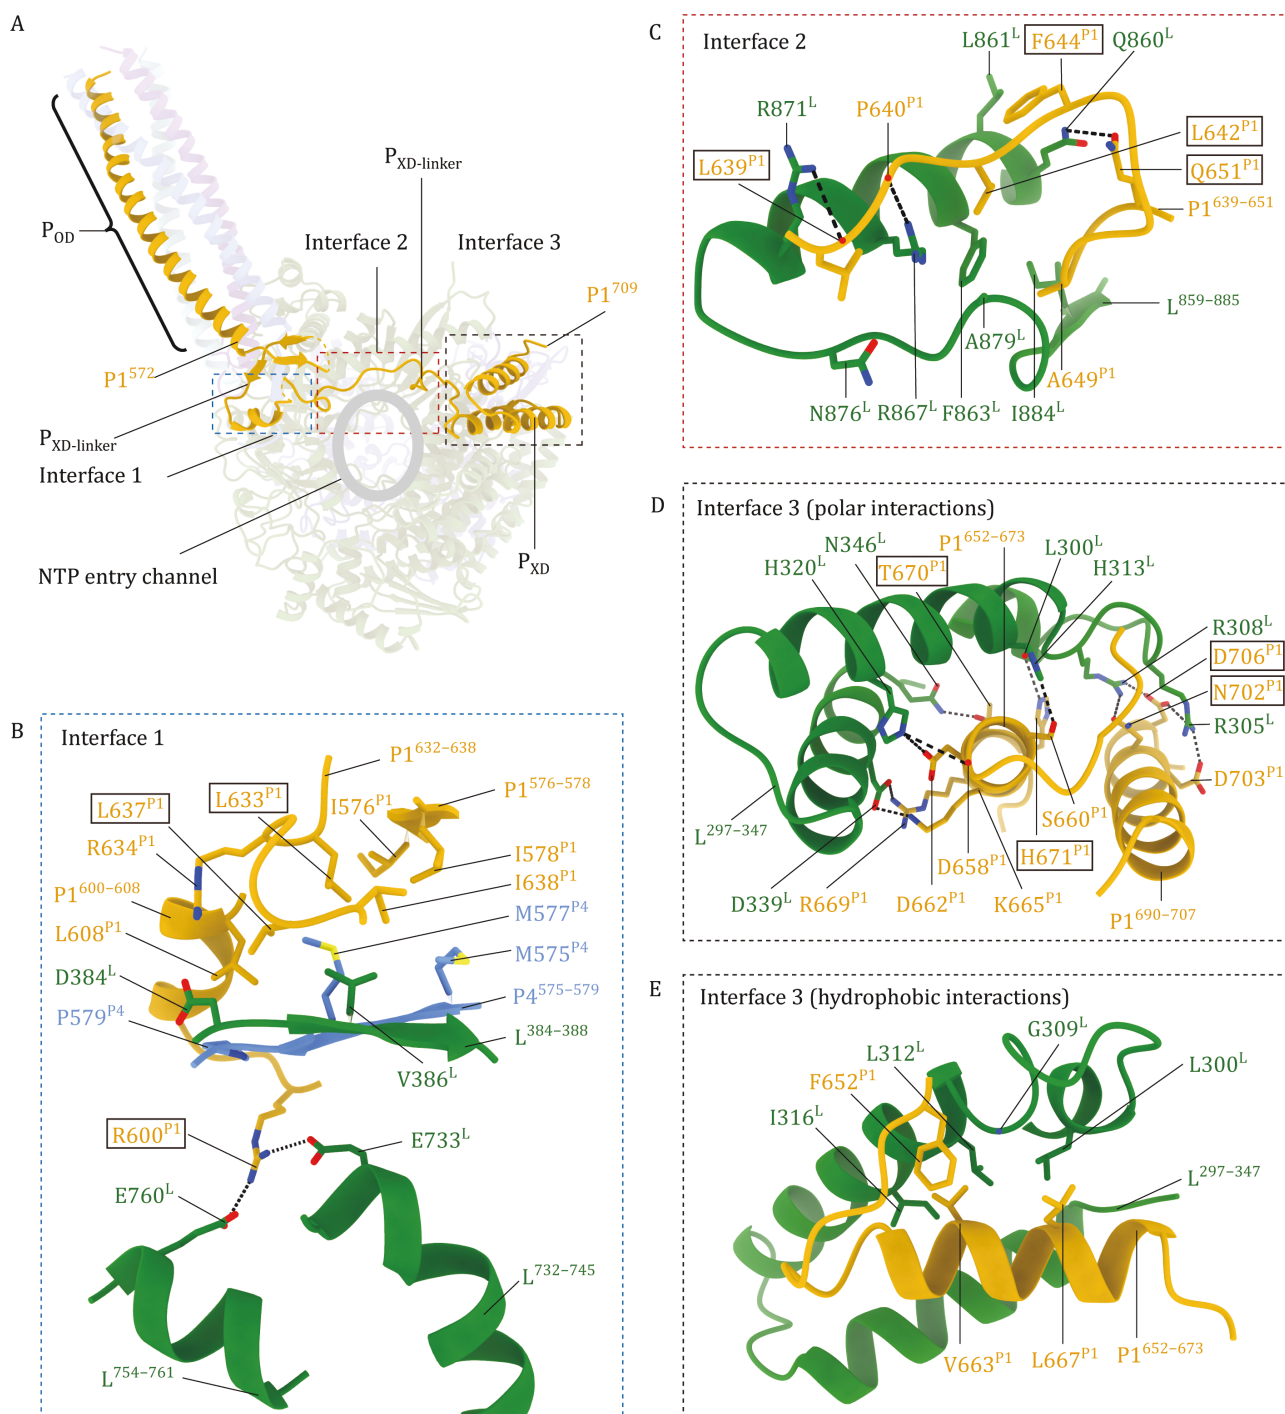 A
P_XD-linker
P_OD
Interface 2
Interface 3
P1^709
P1^572
P_XD-linker
Interface 1
NTP entry channel
P_XD
B
Interface 1
P1^632–638
L637^P1
L633^P1
I576^P1
P1^576–578
R634^P1
I578^P1
P1^600–608
I638^P1
L608^P1
M577^P4
D384^L
M575^P4
P579^P4
P4^575–579
L^384–388
V386^L
R600^P1
E733^L
E760^L
L^732–745
L^754–761
C
Interface 2
L861^L
F644^P1
Q860^L
R871^L
P640^P1
L642^P1
L639^P1
Q651^P1
P1^639–651
L^859–885
A879^L
A649^P1
N876^L
R867^L
F863^L
I884^L
D
Interface 3 (polar interactions)
N346^L
P1^652–673
L300^L
H320^L
T670^P1
H313^L
R308^L
D706^P1
N702^P1
R305^L
D703^P1
L^297–347
S660^P1
D658^P1
H671^P1
D339^L
R669^P1
D662^P1
K665^P1
P1^690–707
E
Interface 3 (hydrophobic interactions)
G309^L
L312^L
L300^L
F652^P1
I316^L
L^297–347
V663^P1
L667^P1
P1^652–673